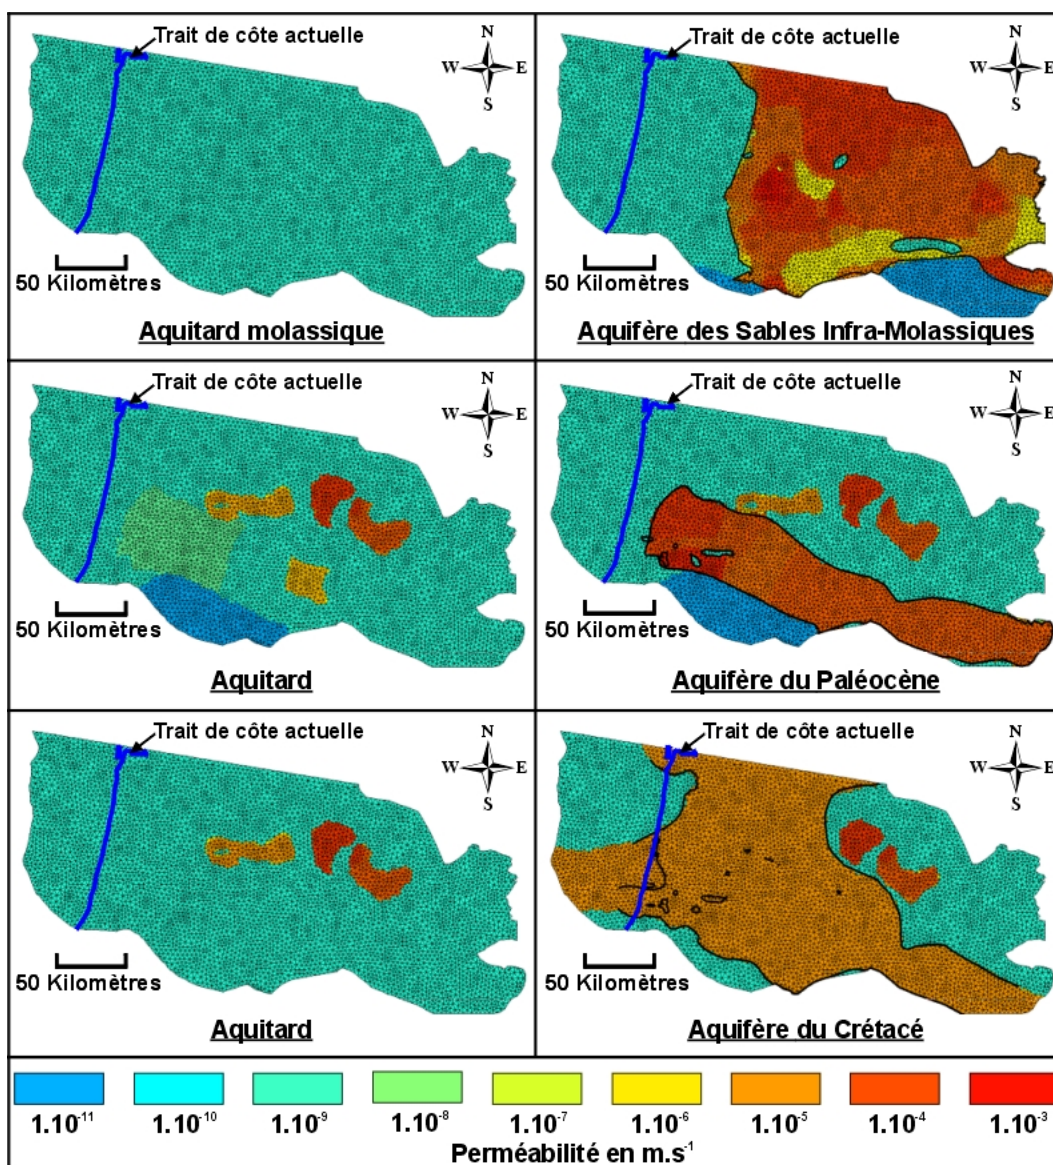 Trait de côte actuelle
N
W E
S
50 Kilomètres
Aquitard molassique
Trait de côte actuelle
N
W E
S
50 Kilomètres
Aquifère des Sables Infra-Molassiques
Trait de côte actuelle
N
W E
S
50 Kilomètres
Aquitard
Trait de côte actuelle
N
W E
S
50 Kilomètres
Aquifère du Paléocène
Trait de côte actuelle
N
W E
S
50 Kilomètres
Aquitard
Trait de côte actuelle
N
W E
S
50 Kilomètres
Aquifère du Crétacé
1.10⁻¹¹ 1.10⁻¹⁰ 1.10⁻⁹ 1.10⁻⁸ 1.10⁻⁷ 1.10⁻⁶ 1.10⁻⁵ 1.10⁻⁴ 1.10⁻³
Perméabilité en m.s⁻¹